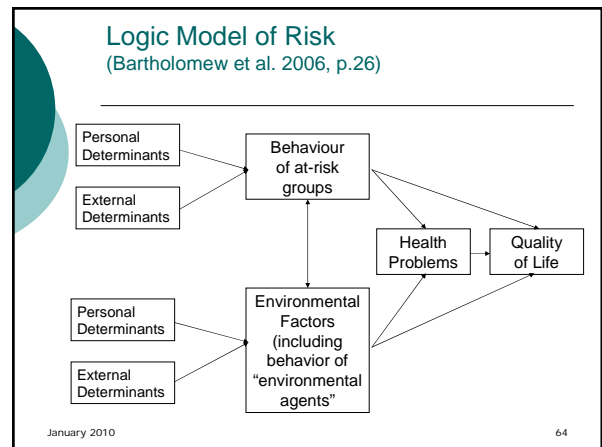 Logic Model of Risk
(Bartholomew et al. 2006, p.26)
Personal
Determinants
External
Determinants
Behaviour
of at-risk
groups
Health
Problems
Quality
of Life
Personal
Determinants
External
Determinants
Environmental
Factors
(including
behavior of
“environmental
agents”
January 2010
64